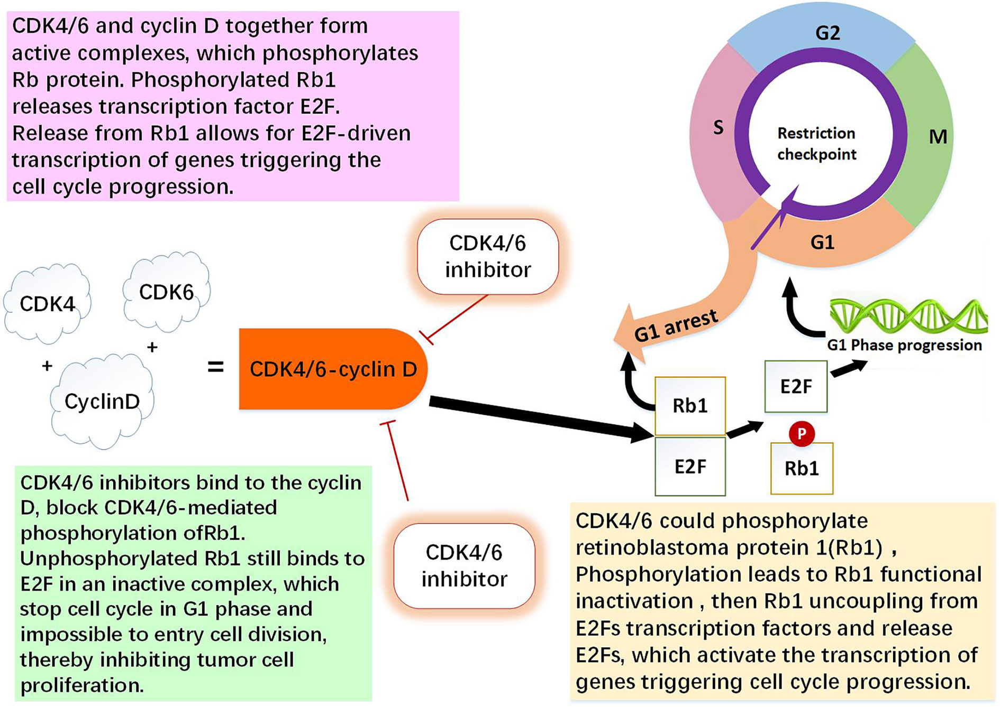 CDK4/6 and cyclin D together form
active complexes, which phosphorylates
Rb protein. Phosphorylated Rb1
releases transcription factor E2F.
Release from Rb1 allows for E2F-driven
transcription of genes triggering the
cell cycle progression.
G2
S
M
Restriction
checkpoint
G1
G1 arrest
CDK4/6
inhibitor
CDK4
CDK6
+
+
CyclinD
=
CDK4/6-cyclin D
G1 Phase progression
Rb1
E2F
E2F
P
Rb1
CDK4/6
inhibitor
CDK4/6 inhibitors bind to the cyclin
D, block CDK4/6-mediated
phosphorylation ofRb1.
Unphosphorylated Rb1 still binds to
E2F in an inactive complex, which
stop cell cycle in G1 phase and
impossible to entry cell division,
thereby inhibiting tumor cell
proliferation.
CDK4/6 could phosphorylate
retinoblastoma protein 1(Rb1) ,
Phosphorylation leads to Rb1 functional
inactivation , then Rb1 uncoupling from
E2Fs transcription factors and release
E2Fs, which activate the transcription of
genes triggering cell cycle progression.